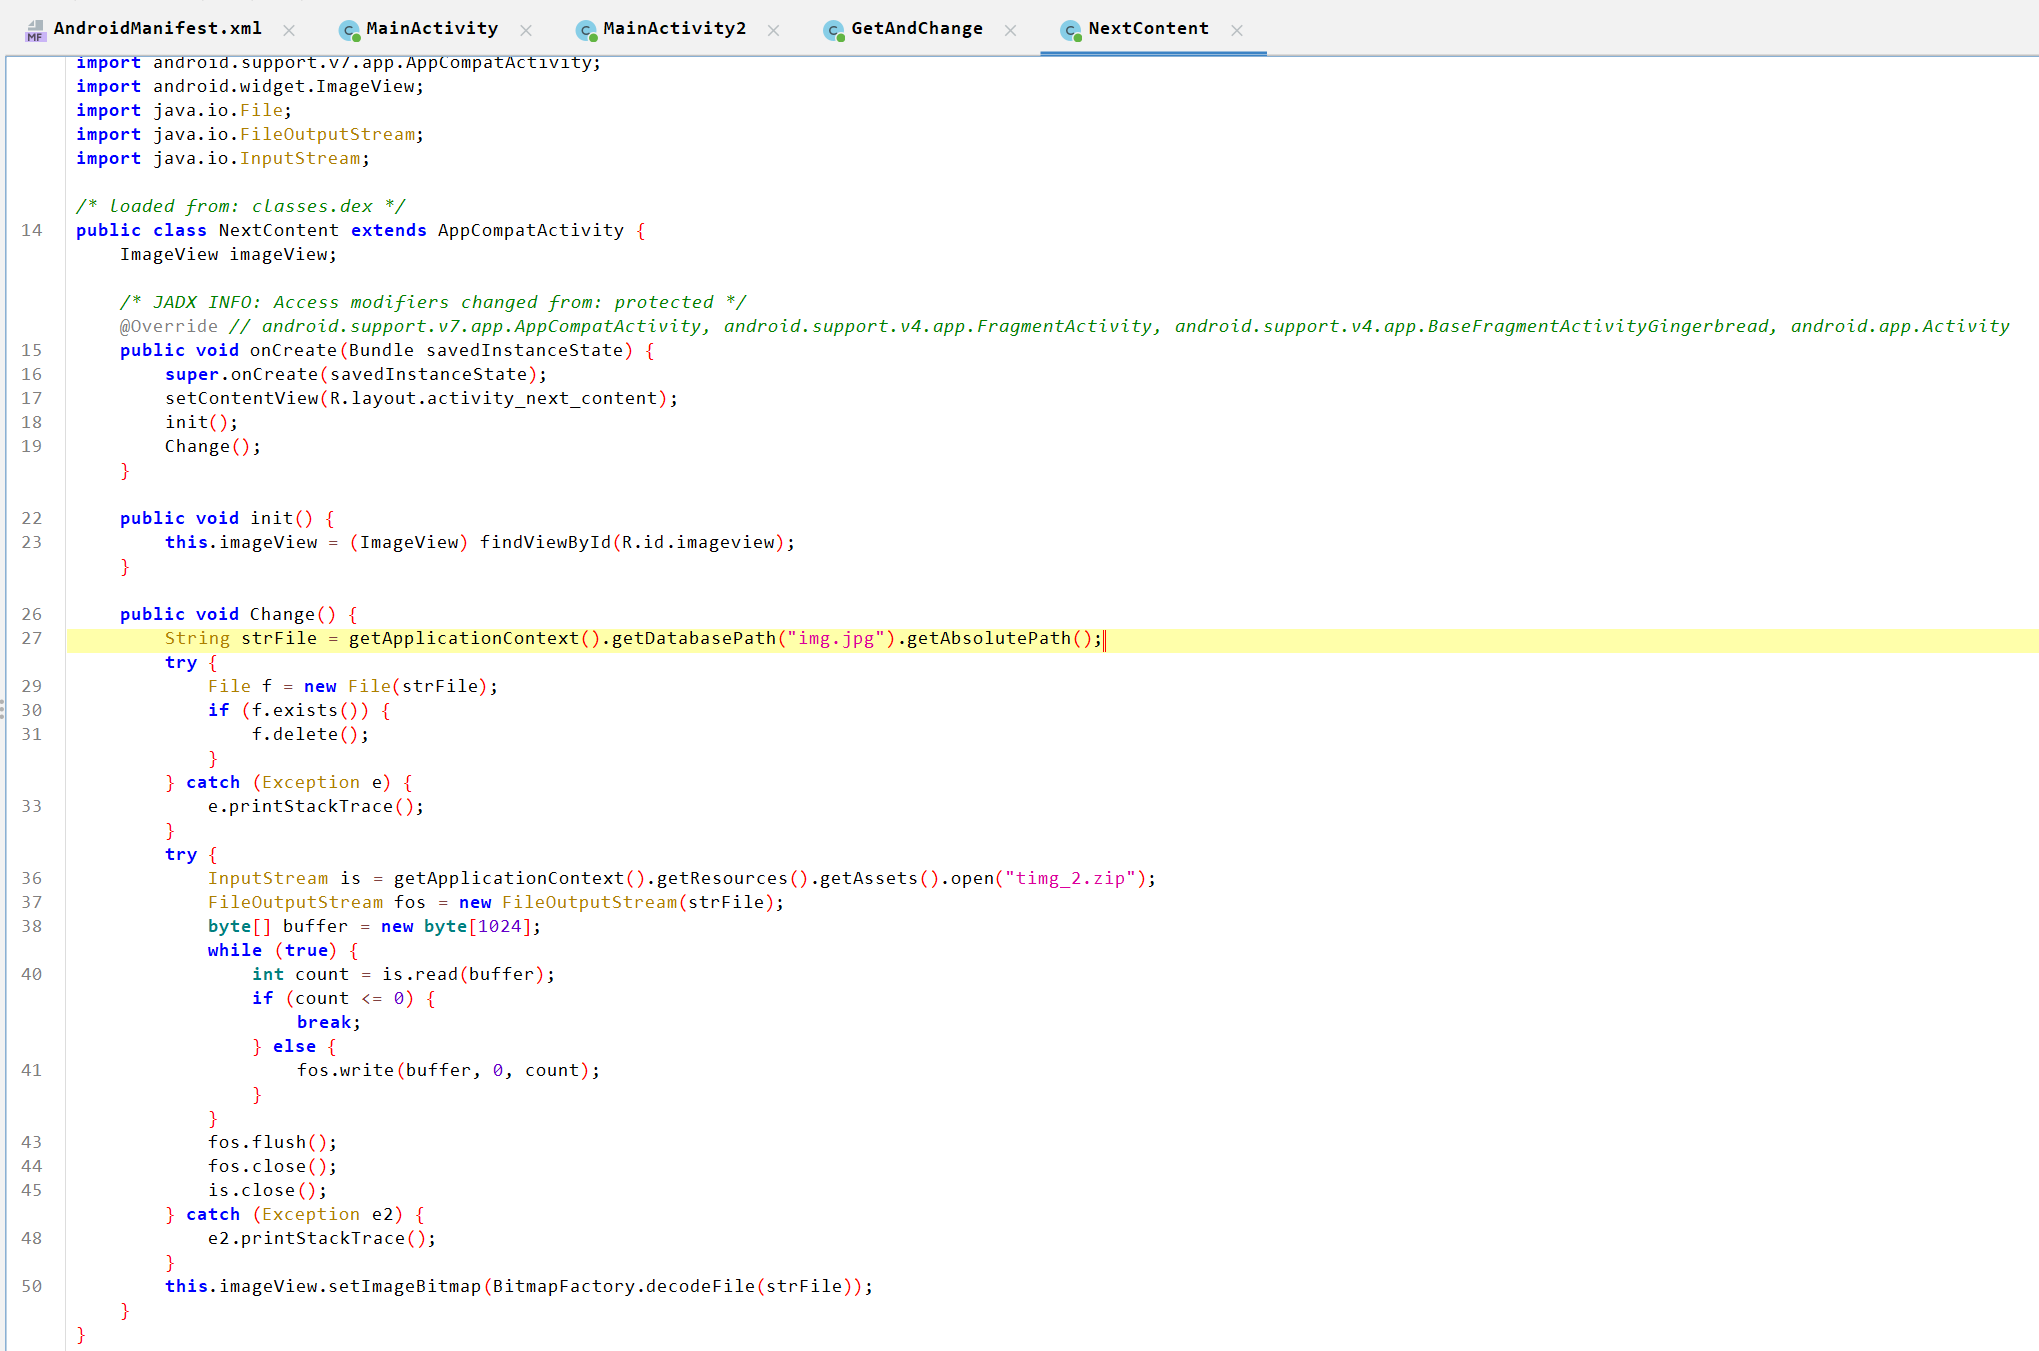 AndroidManifest.xml MainActivity MainActivity2 GetAndChange NextContent
import android.support.v7.app.AppCompatActivity;
import android.widget.ImageView;
import java.io.File;
import java.io.FileOutputStream;
import java.io.InputStream;
/* loaded from: classes.dex */
14 public class NextContent extends AppCompatActivity {
ImageView imageView;
/* JADX INFO: Access modifiers changed from: protected */
@Override // android.support.v7.app.AppCompatActivity, android.support.v4.app.FragmentActivity, android.support.v4.app.BaseFragmentActivityGingerbread, android.app.Activity
15 public void onCreate(Bundle savedInstanceState) {
16 super.onCreate(savedInstanceState);
17 setContentView(R.layout.activity_next_content);
18 init();
19 Change();
}
22 public void init() {
23 this.imageView = (ImageView) findViewById(R.id.imageview);
}
26 public void Change() {
27 String strFile = getApplicationContext().getDatabasePath("img.jpg").getAbsolutePath();
try {
29 File f = new File(strFile);
30 if (f.exists()) {
31 f.delete();
}
} catch (Exception e) {
33 e.printStackTrace();
}
try {
36 InputStream is = getApplicationContext().getResources().getAssets().open("timg_2.zip");
37 FileOutputStream fos = new FileOutputStream(strFile);
38 byte[] buffer = new byte[1024];
while (true) {
40 int count = is.read(buffer);
if (count <= 0) {
break;
} else {
41 fos.write(buffer, 0, count);
}
}
43 fos.flush();
44 fos.close();
45 is.close();
} catch (Exception e2) {
48 e2.printStackTrace();
}
50 this.imageView.setImageBitmap(BitmapFactory.decodeFile(strFile));
}
}